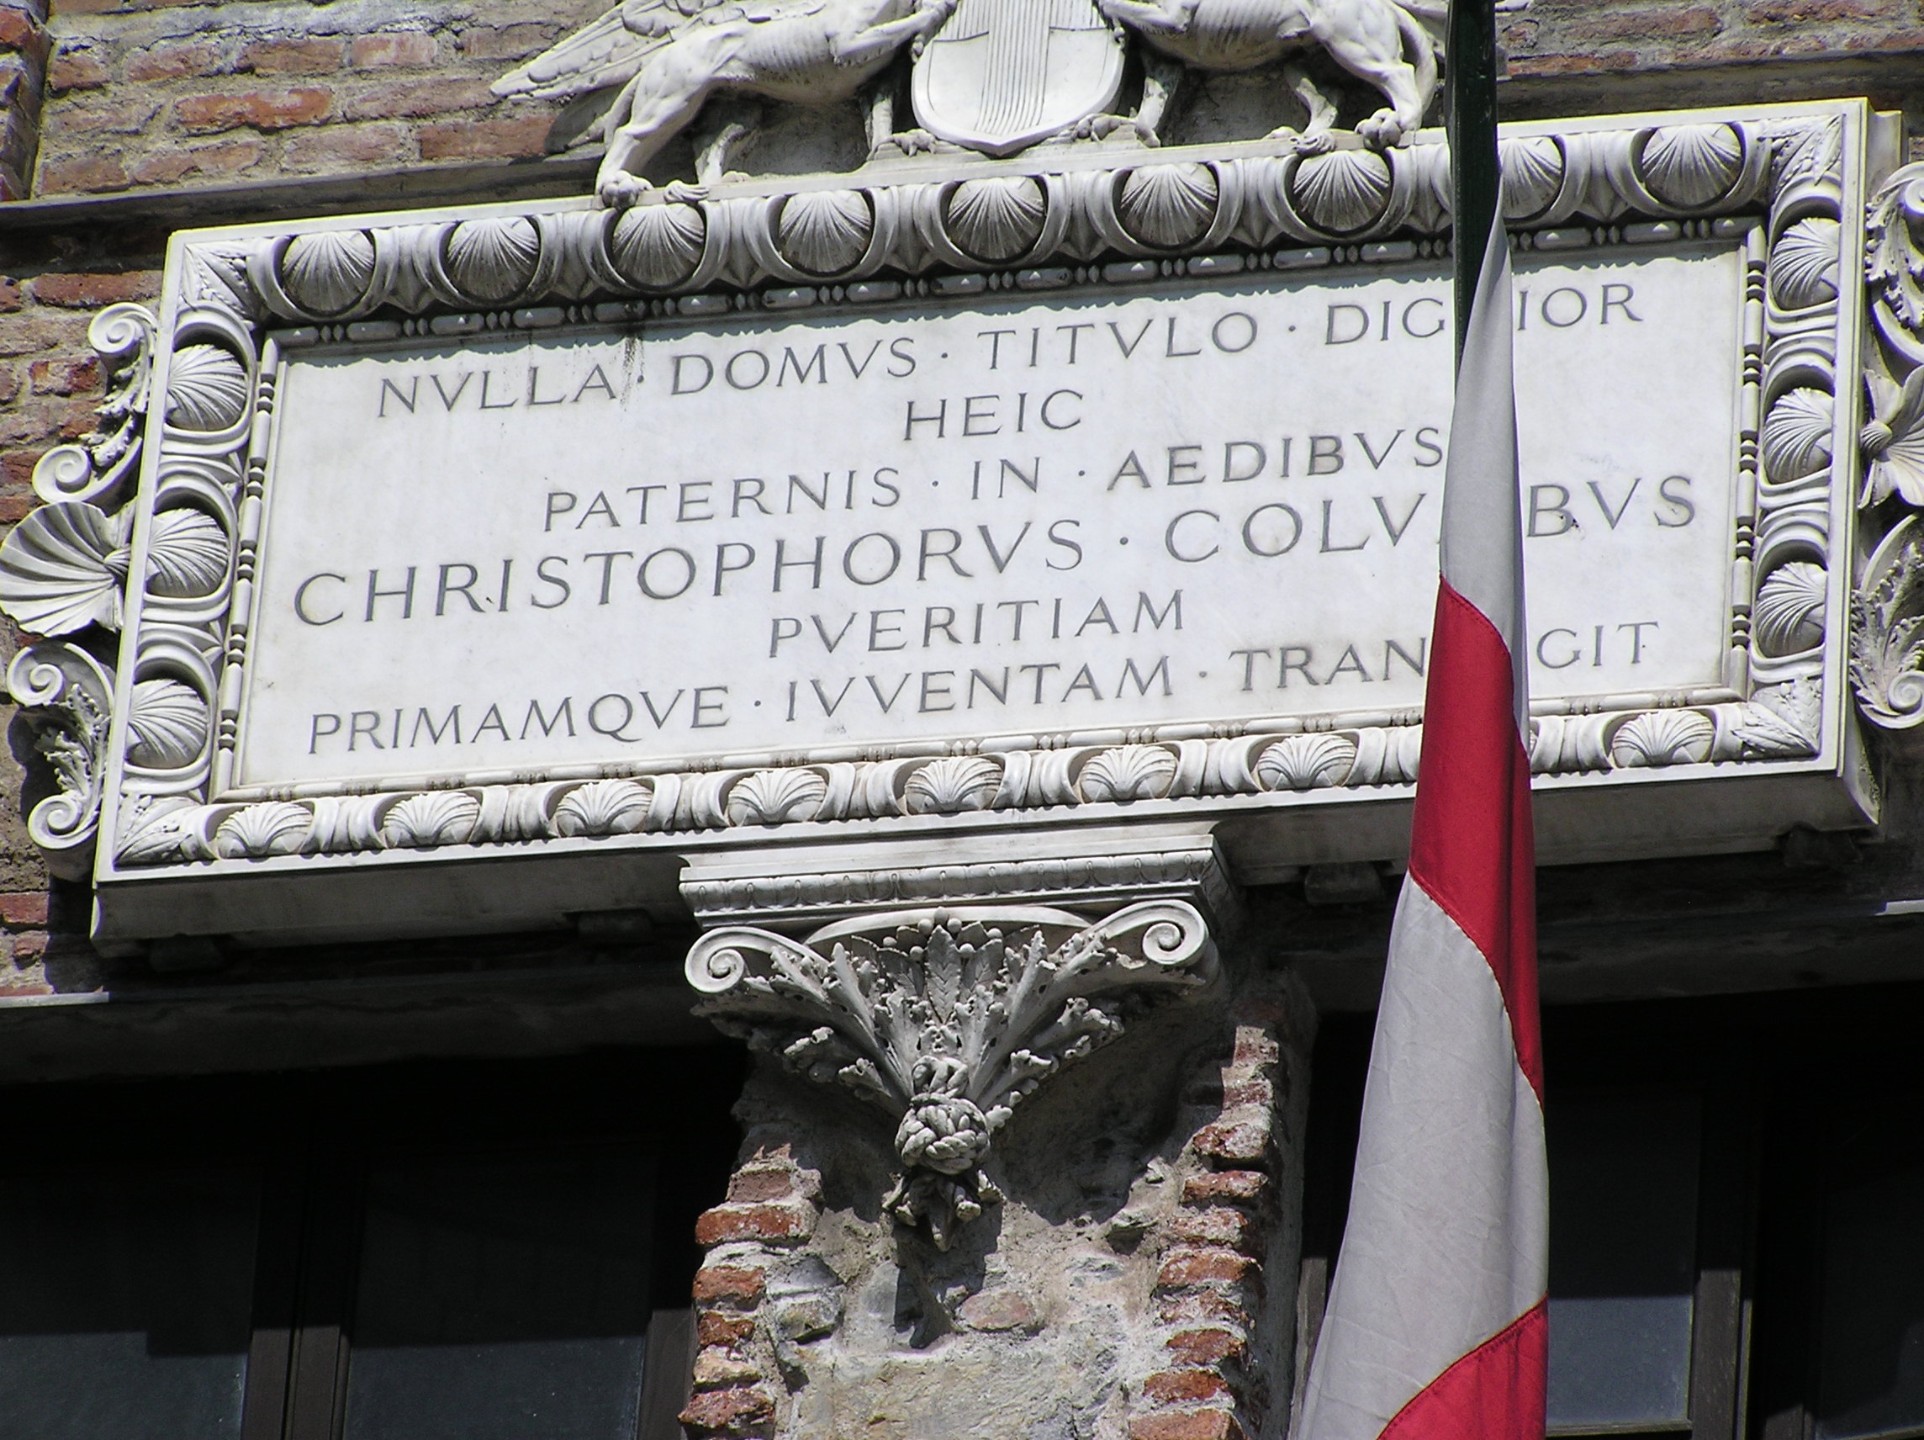 NVLLA · DOMVS · TITVLO ·
HEIC
PATERNIS · IN · AEDIBVS
CHRISTOPHORVS ·
PVERITIAM
PRIMAMQVE · IVVENTAM ·